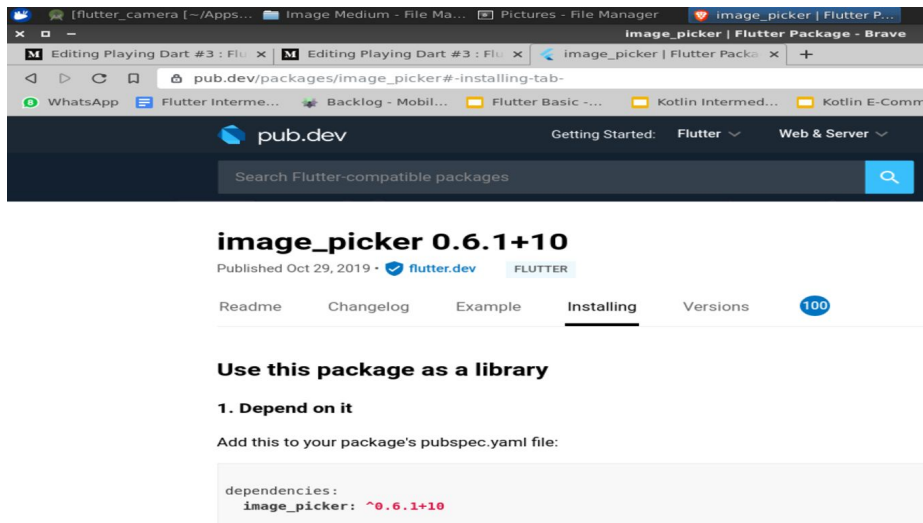 [flutter_camera [~/Apps... Image Medium - File Ma... Pictures - File Manager image_picker | Flutter P...
image_picker | Flutter Package - Brave
M Editing Playing Dart #3 : Flu M Editing Playing Dart #3 : Flu image_picker | Flutter Packa
pub.dev/packages/image_picker#-installing-tab-
WhatsApp Flutter Interme... Backlog - Mobil... Flutter Basic -... Kotlin Intermed... Kotlin E-Comm
pub.dev Getting Started: Flutter Web & Server
Search Flutter-compatible packages
image_picker 0.6.1+10
Published Oct 29, 2019 • flutter.dev FLUTTER
Readme Changelog Example Installing Versions 100
Use this package as a library
1. Depend on it
Add this to your package's pubspec.yaml file:
dependencies:
image_picker: ^0.6.1+10